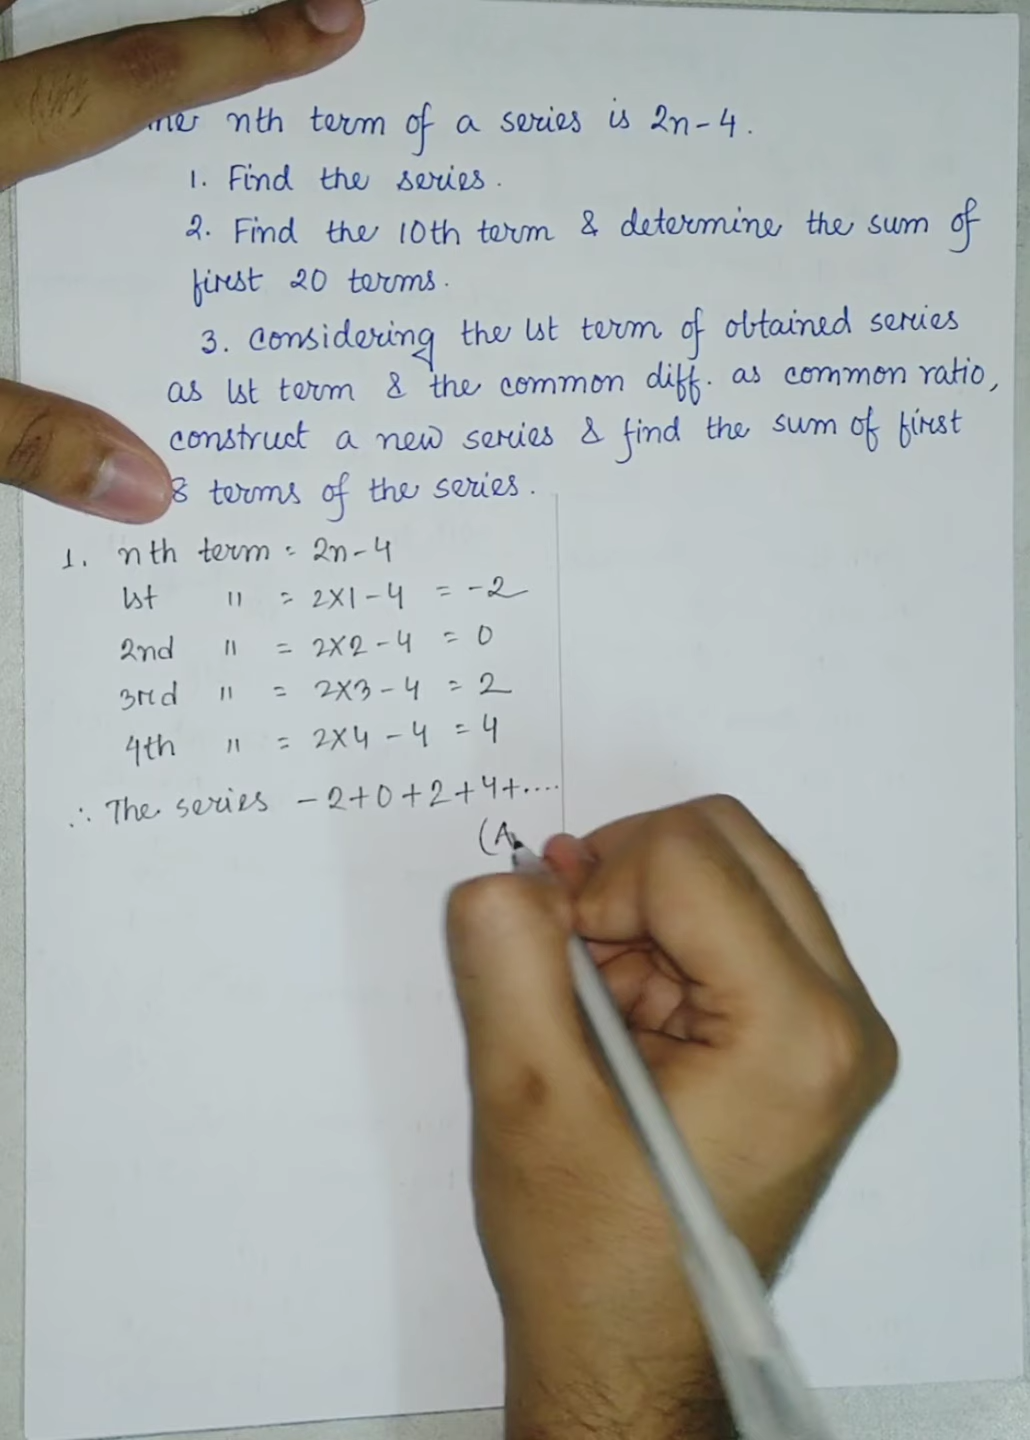 nth term of a series is 2n-4.
1. Find the series.
2. Find the 10th term & determine the sum of
first 20 terms.
3. Considering the 1st term of obtained series
as 1st term & the common diff. as common ratio,
construct a new series & find the sum of first
8 terms of the series.
1. nth term = 2n-4
1st " = 2×1-4 = -2
2nd " = 2×2-4 = 0
3rd " = 2×3-4 = 2
4th " = 2×4-4 = 4
∴ The series -2+0+2+4+....
(A